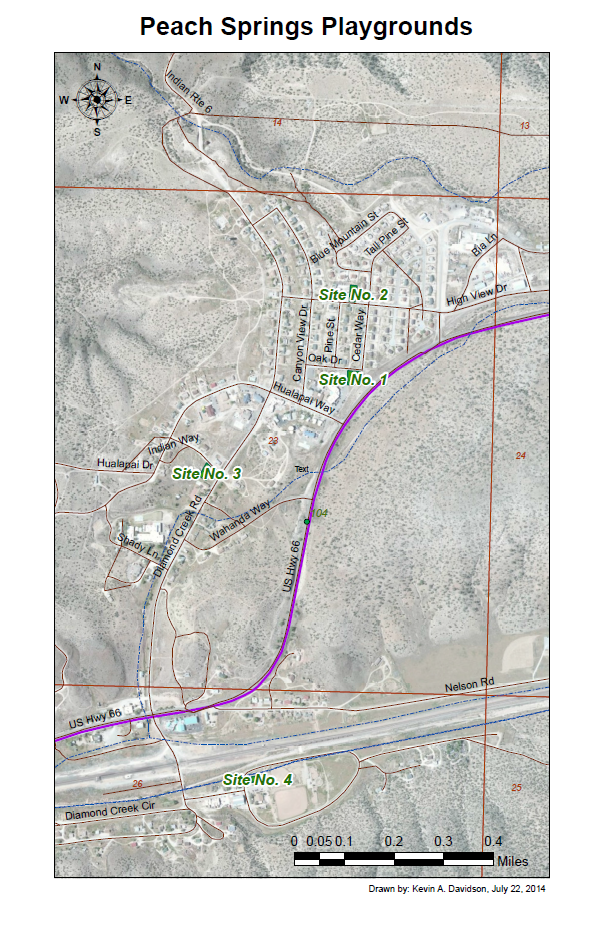 Peach Springs Playgrounds
N
W E
S
Indian Rte 6
14
13
Blue Mountain St
Tall Pine St
Bia Ln
High View Dr
Site No. 2
Canyon View Dr
Pine St
Cedar Way
Oak Dr
Site No. 1
Hualapai Way
Indian Way
23
24
Hualapai Dr
Site No. 3
Text
104
Wahanda Way
Shady Ln
Diamond Creek Rd
US Hwy 66
Nelson Rd
US Hwy 66
Site No. 4
26
25
Diamond Creek Cir
0 0.05 0.1 0.2 0.3 0.4
Miles
Drawn by: Kevin A. Davidson, July 22, 2014